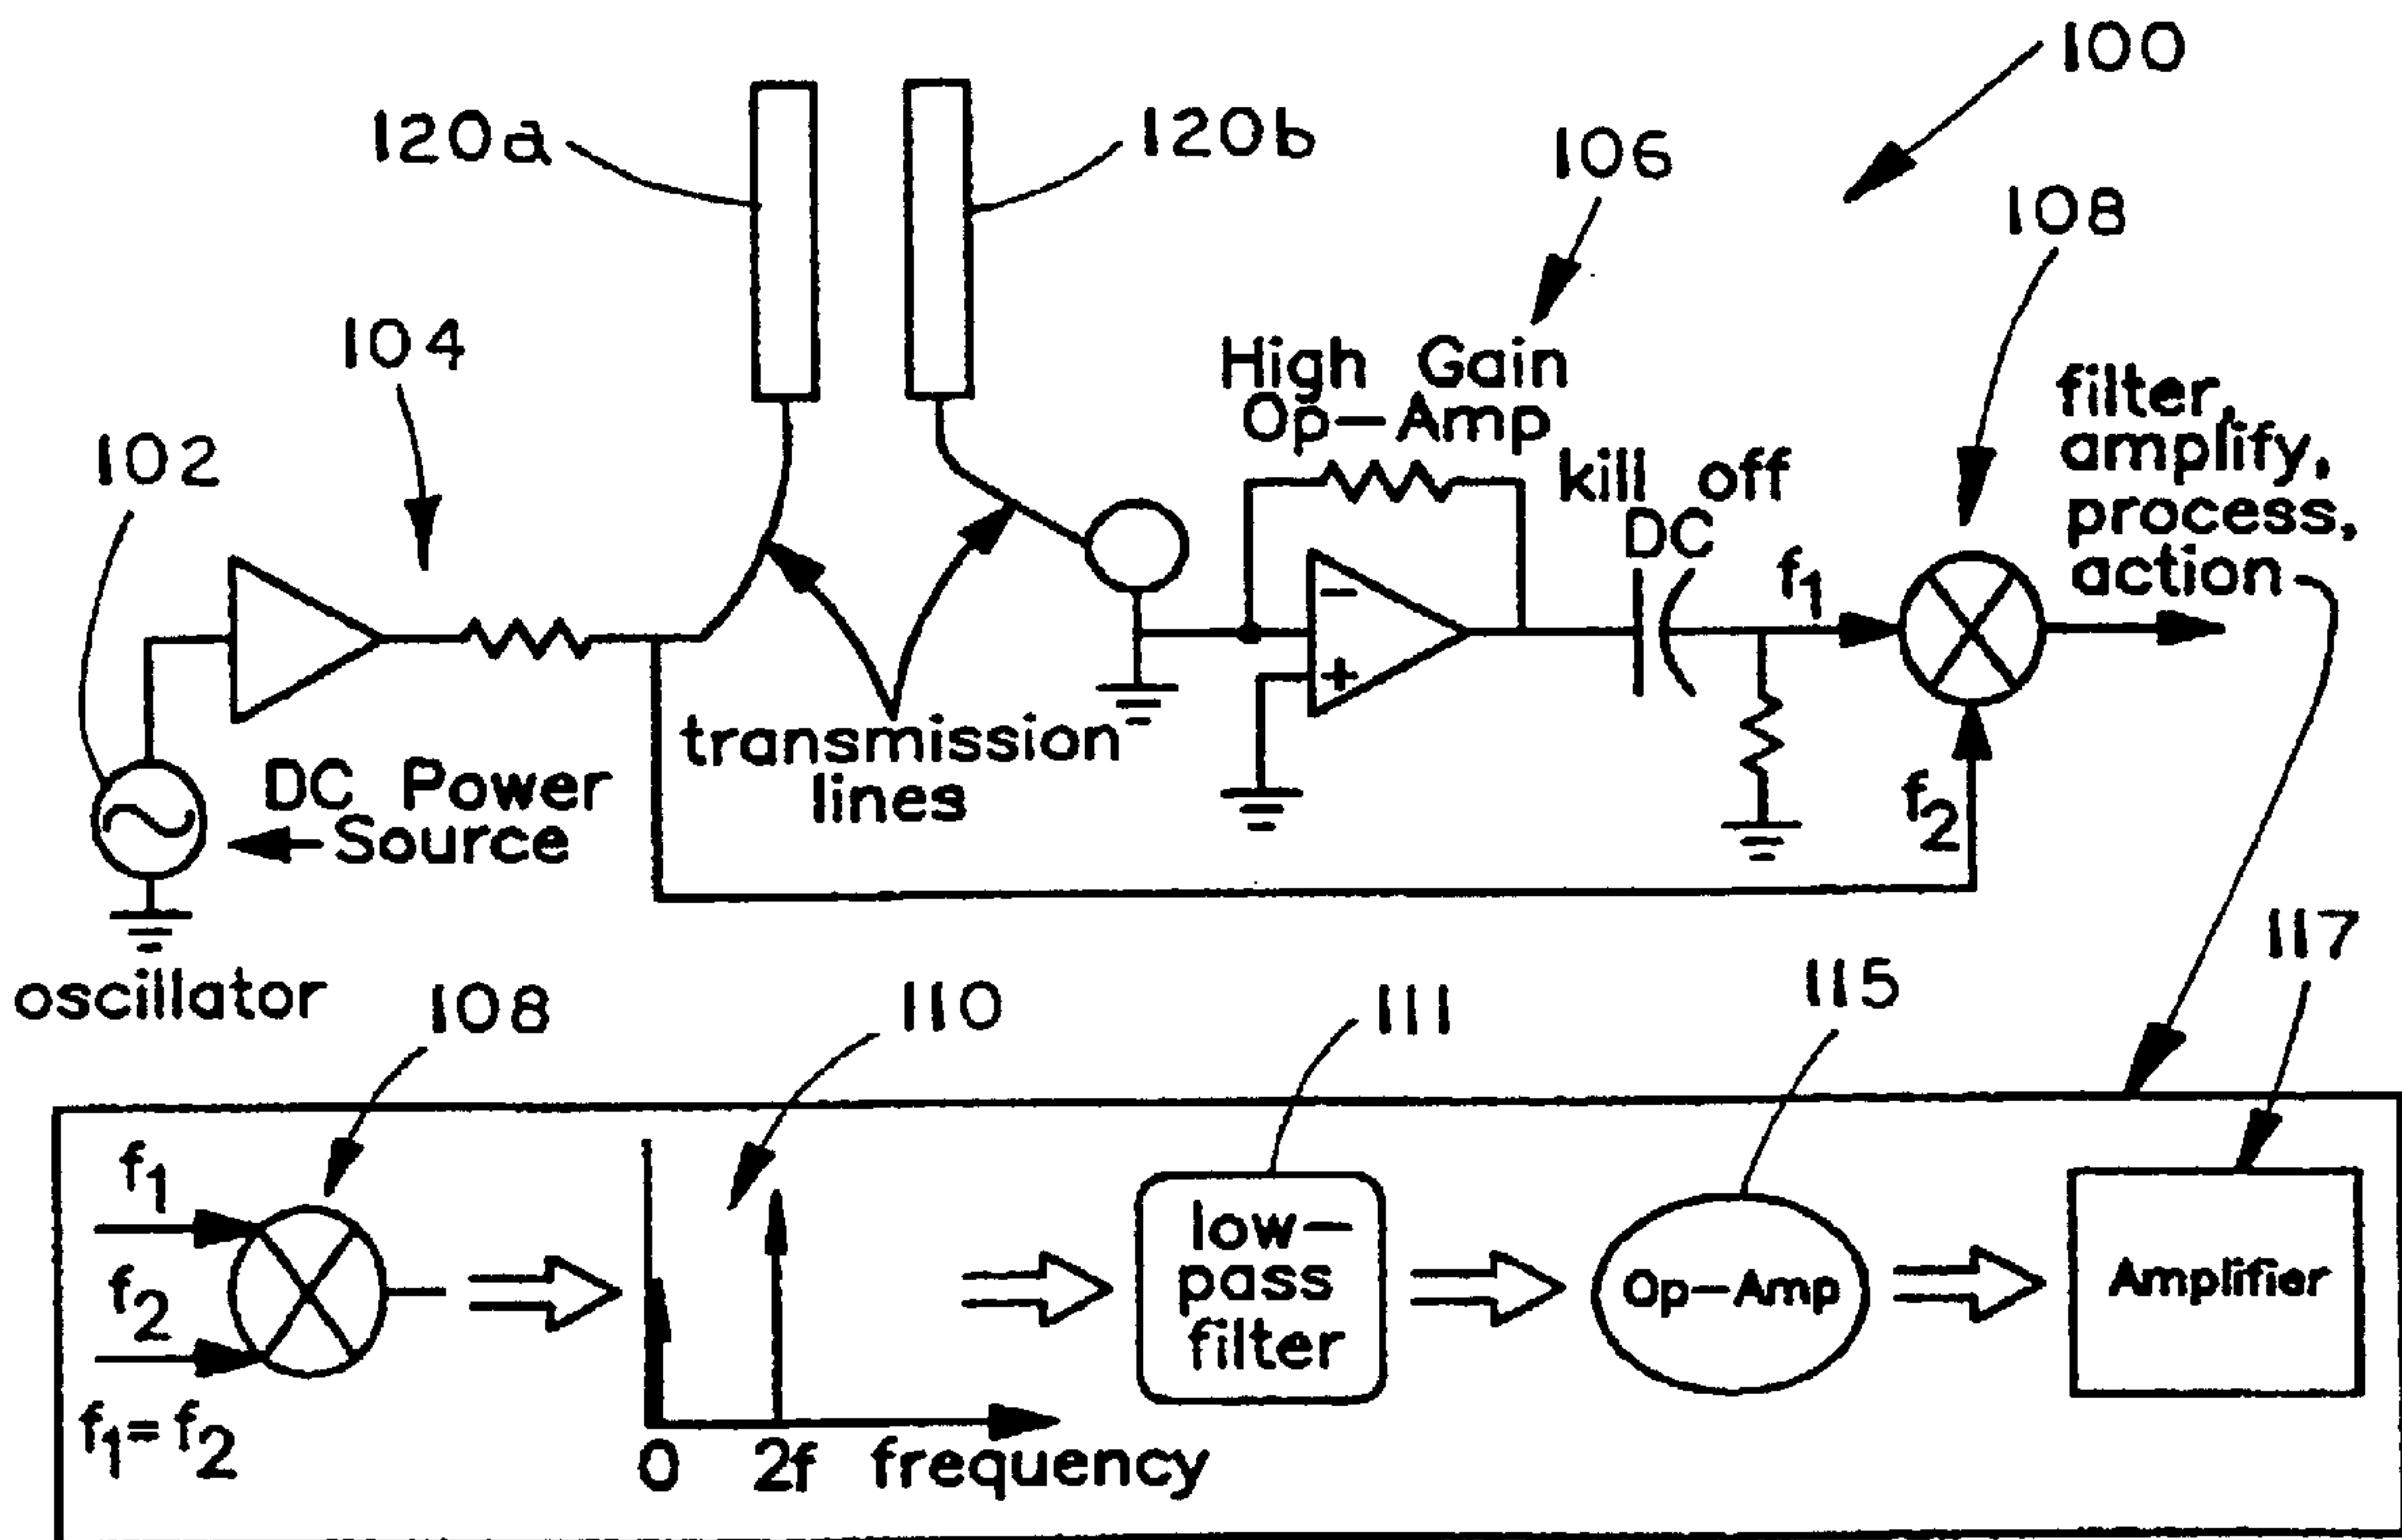 100
120a
120b
106
108
104
High Gain
Op-Amp
filter,
amplify,
process,
action
102
kill off
DC
f1
-
+
transmission
lines
DC Power
Source
f2
oscillator
108
110
111
115
117
f1
f2
f1=f2
0
2f
frequency
low-
pass
filter
Op-Amp
Amplifier